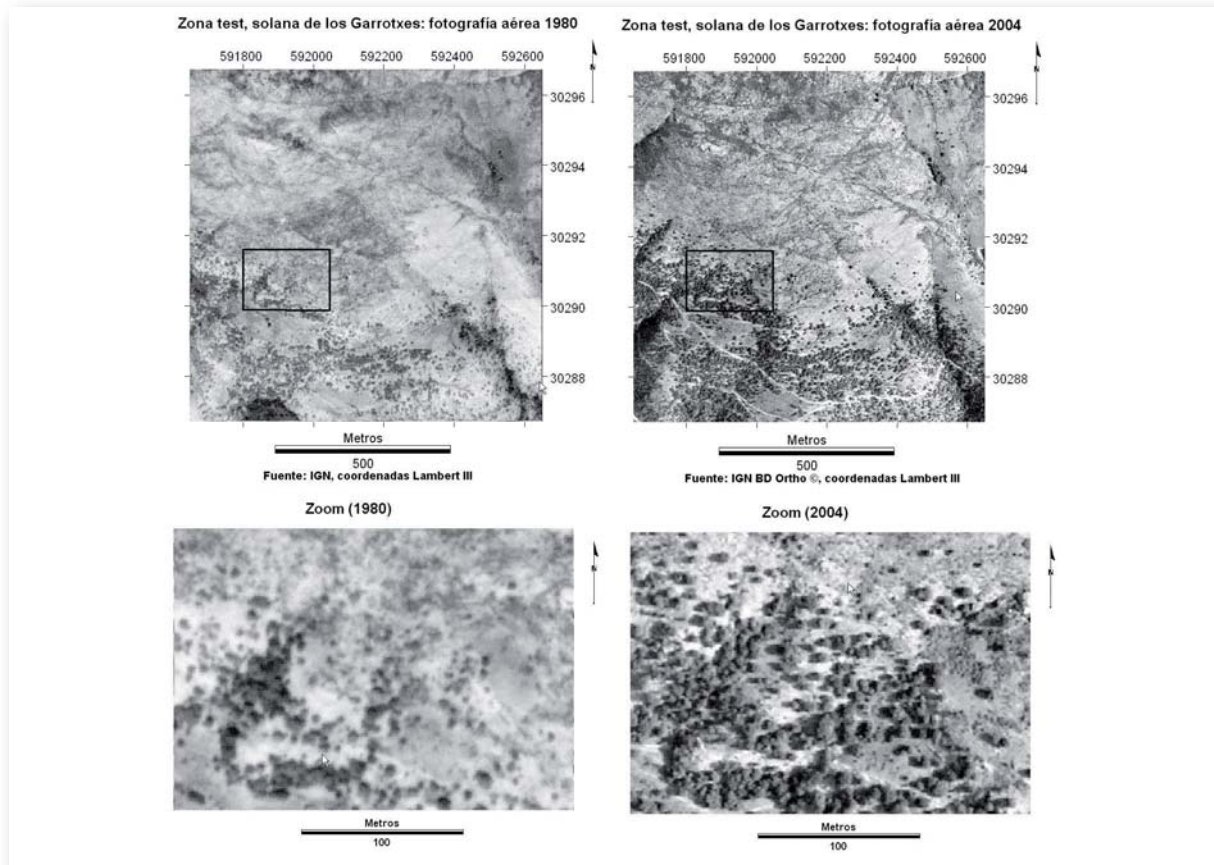 Zona test, solana de los Garrotxes: fotografía aérea 1980
591800 592000 592200 592400 592600
N
30296
30294
30292
30290
30288
Metros
500
Fuente: IGN, coordenadas Lambert III
Zona test, solana de los Garrotxes: fotografía aérea 2004
591800 592000 592200 592400 592600
N
30296
30294
30292
30290
30288
Metros
500
Fuente: IGN BD Ortho ©, coordenadas Lambert III
Zoom (1980)
N
Metros
100
Zoom (2004)
N
Metros
100